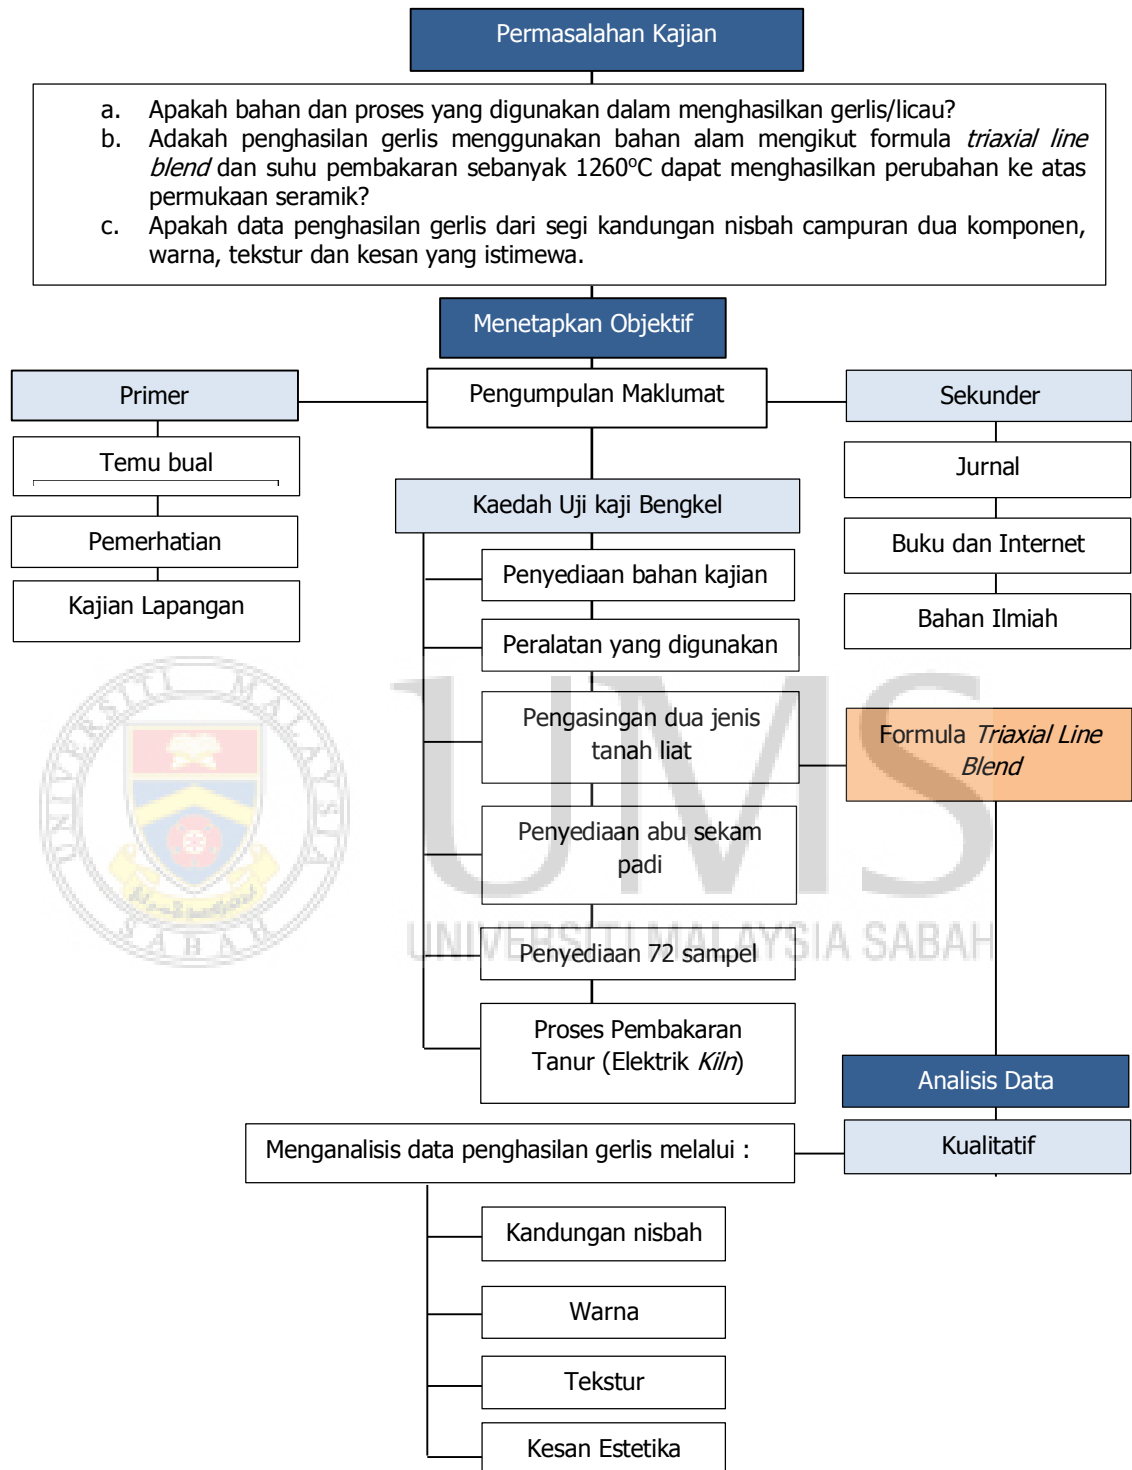 Permasalahan Kajian
a. Apakah bahan dan proses yang digunakan dalam menghasilkan gerlis/licau?
b. Adakah penghasilan gerlis menggunakan bahan alam mengikut formula triaxial line
blend dan suhu pembakaran sebanyak 1260°C dapat menghasilkan perubahan ke atas
permukaan seramik?
c. Apakah data penghasilan gerlis dari segi kandungan nisbah campuran dua komponen,
warna, tekstur dan kesan yang istimewa.
Menetapkan Objektif
Primer
Pengumpulan Maklumat
Sekunder
Temu bual
Pemerhatian
Kajian Lapangan
Kaedah Uji kaji Bengkel
Penyediaan bahan kajian
Peralatan yang digunakan
Pengasingan dua jenis
tanah liat
Penyediaan abu sekam
padi
Penyediaan 72 sampel
Proses Pembakaran
Tanur (Elektrik Kiln)
Jurnal
Buku dan Internet
Bahan Ilmiah
Formula Triaxial Line
Blend
Analisis Data
Kualitatif
Menganalisis data penghasilan gerlis melalui :
Kandungan nisbah
Warna
Tekstur
Kesan Estetika
UNIVERSITI MALAYSIA
SABAH
UMS
UNIVERSITI MALAYSIA SABAH